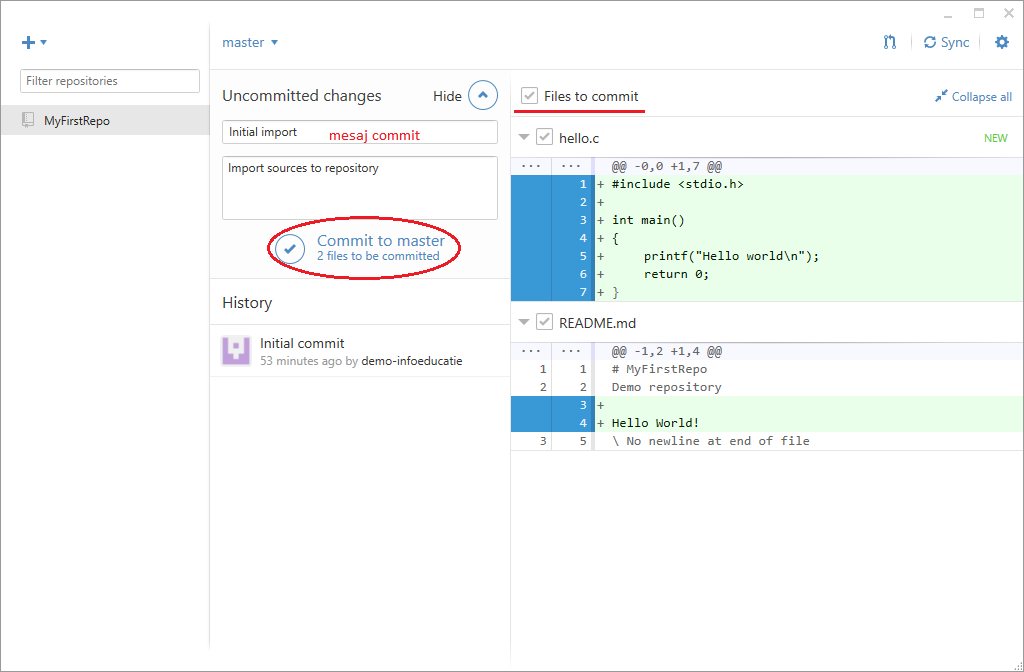 master
Sync
Filter repositories
MyFirstRepo
Uncommitted changes
Hide
Initial import
mesaj commit
Import sources to repository
Commit to master
2 files to be committed
History
Initial commit
53 minutes ago by demo-infoeducatie
Files to commit
Collapse all
hello.c
NEW
... ... @@ -0,0 +1,7 @@
1 + #include <stdio.h>
2 +
3 + int main()
4 + {
5 + printf("Hello world\n");
6 + return 0;
7 + }
README.md
... ... @@ -1,2 +1,4 @@
1 1 # MyFirstRepo
2 2 Demo repository
3 +
4 + Hello World!
3 5 \ No newline at end of file